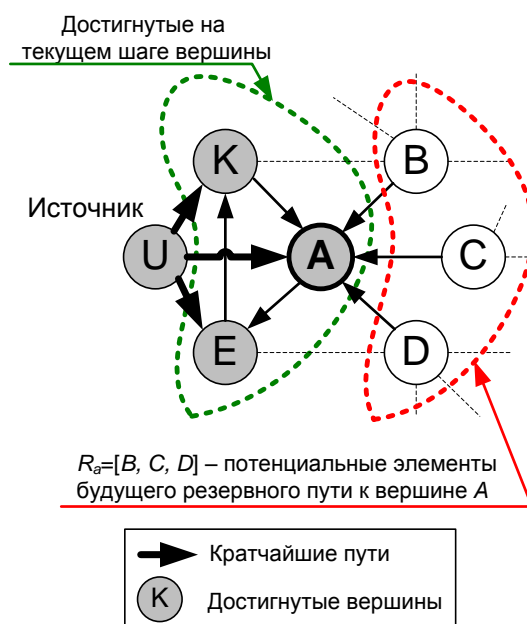 Достигнутые на
текущем шаге вершины
K
B
Источник
U
A
C
E
D
Rₐ=[B, C, D] – потенциальные элементы
будущего резервного пути к вершине A
Кратчайшие пути
K
Достигнутые вершины